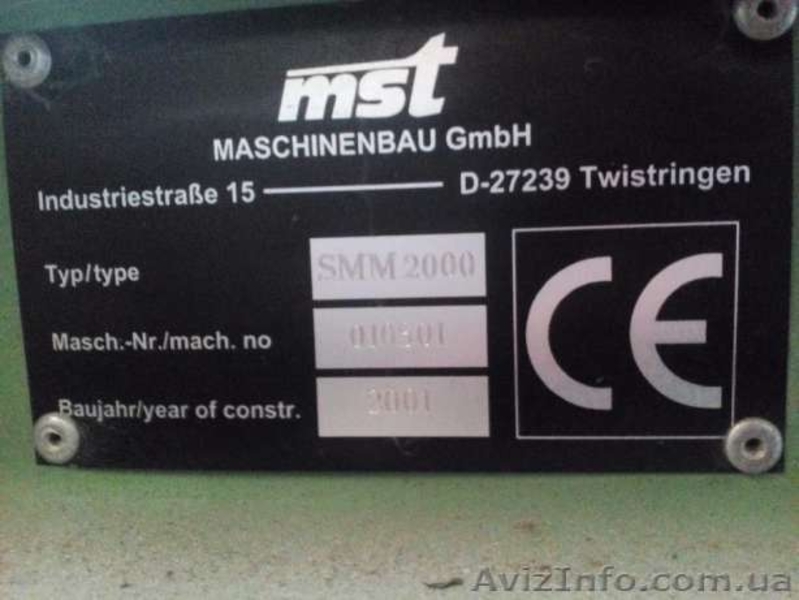 mst
MASCHINENBAU GmbH
Industriestraße 15 D-27239 Twistringen
Typ/type SMM 2000
Masch.-Nr./mach. no 010501
Baujahr/year of constr. 2001
CE
AvizInfo.com.ua